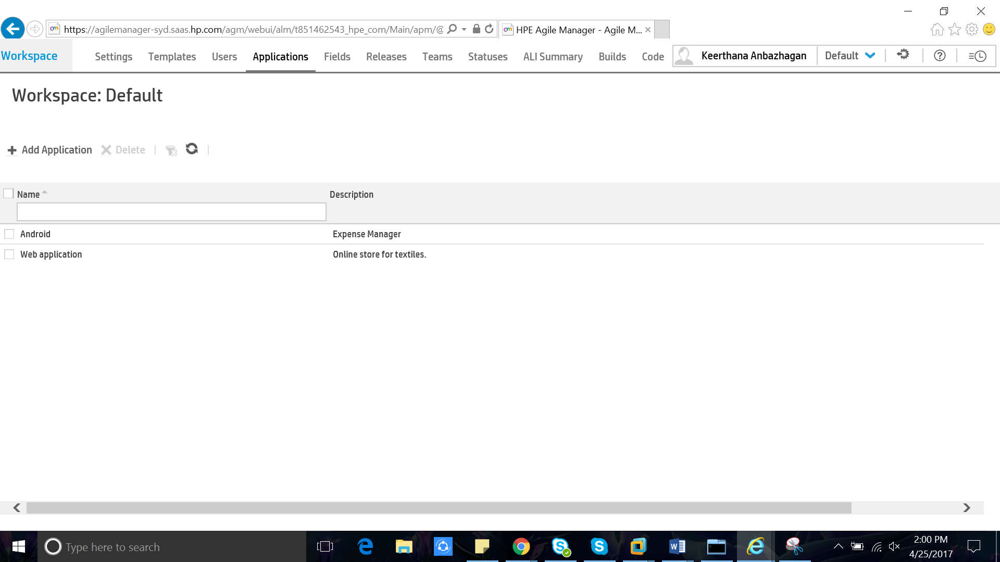 https://agilemanager-syd.saas.hp.com/agm/webui/alm/t851462543_hpe_com/Main/apm/@
HPE Agile Manager - Agile M...
Workspace Settings Templates Users Applications Fields Releases Teams Statuses ALI Summary Builds Code Keerthana Anbazhagan Default
Workspace: Default
Add Application Delete
Name Description
Android Expense Manager
Web application Online store for textiles.
Type here to search
2:00 PM
4/25/2017